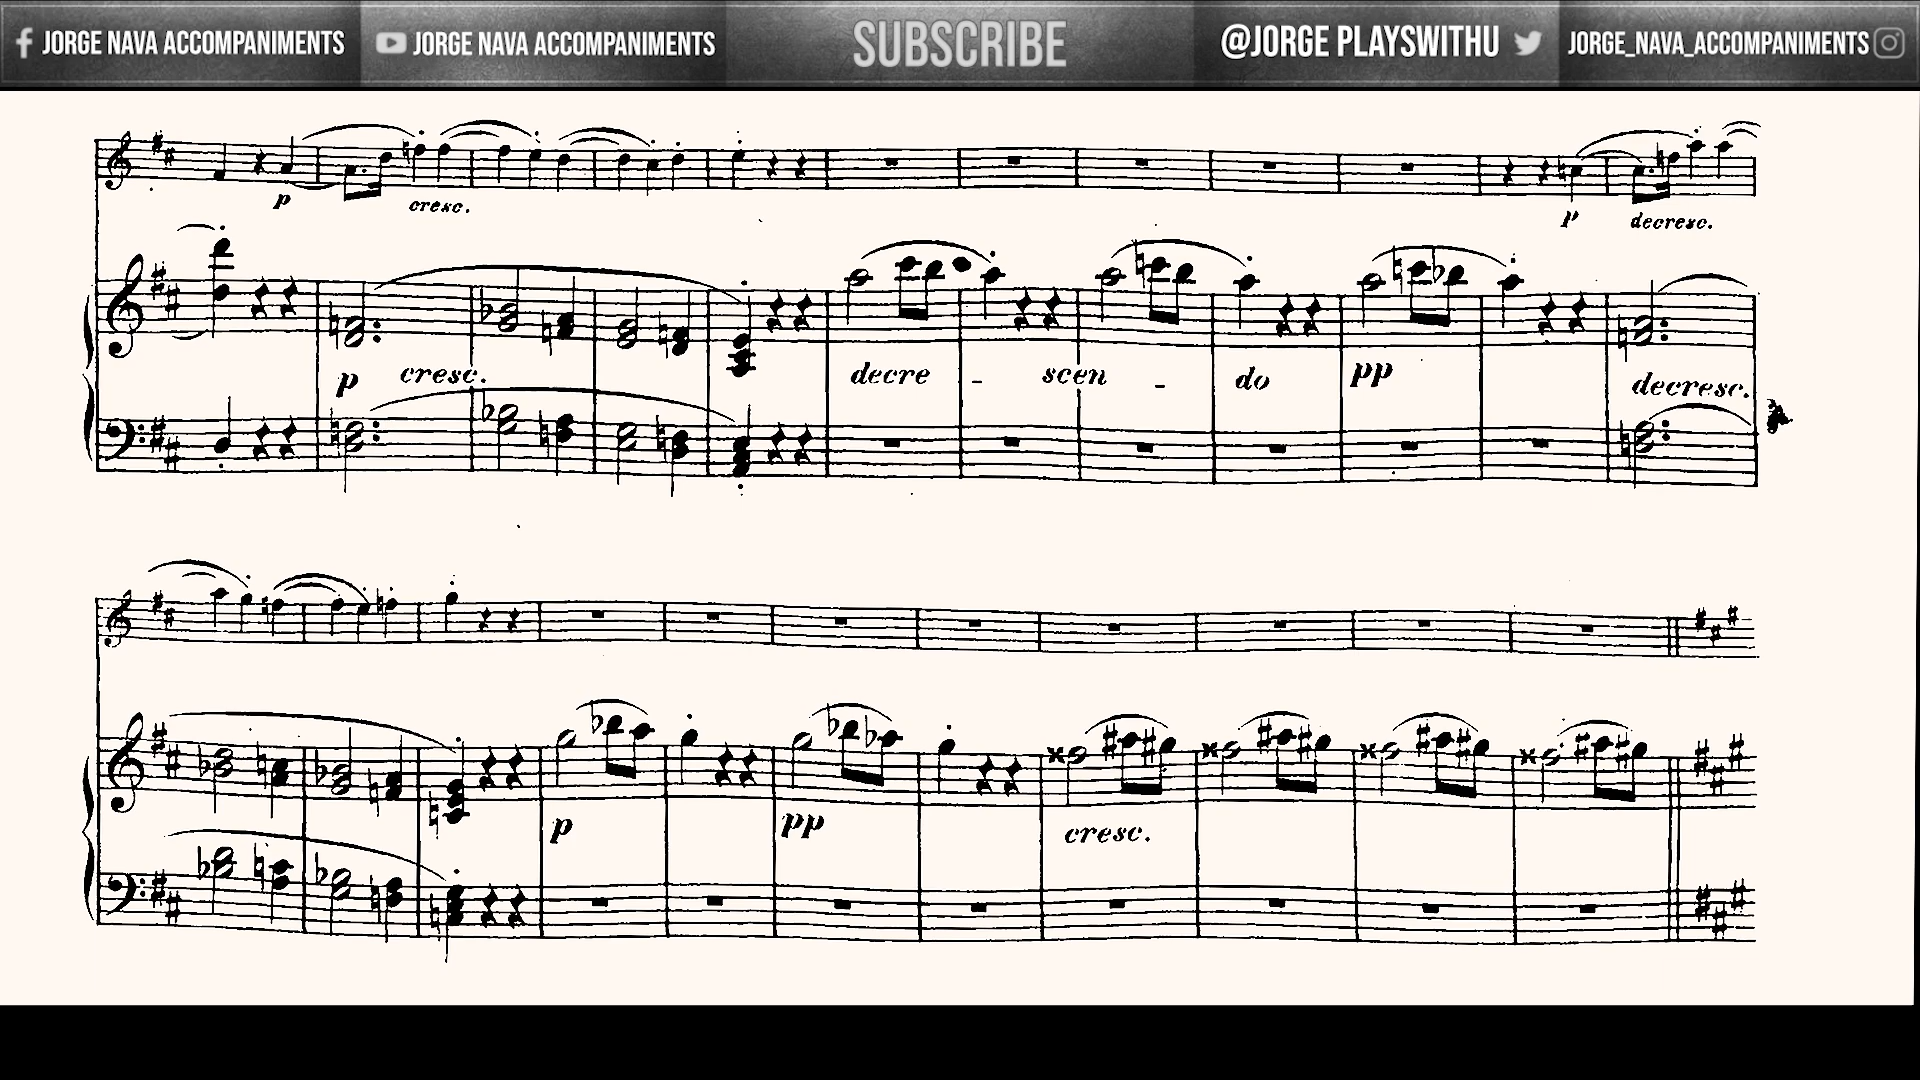 JORGE NAVA ACCOMPANIMENTS JORGE NAVA ACCOMPANIMENTS SUBSCRIBE @JORGE PLAYSWITHU JORGE_NAVA_ACCOMPANIMENTS
p cresc. p decresc.
p cresc. decre - scen - do pp decresc.
p pp cresc.